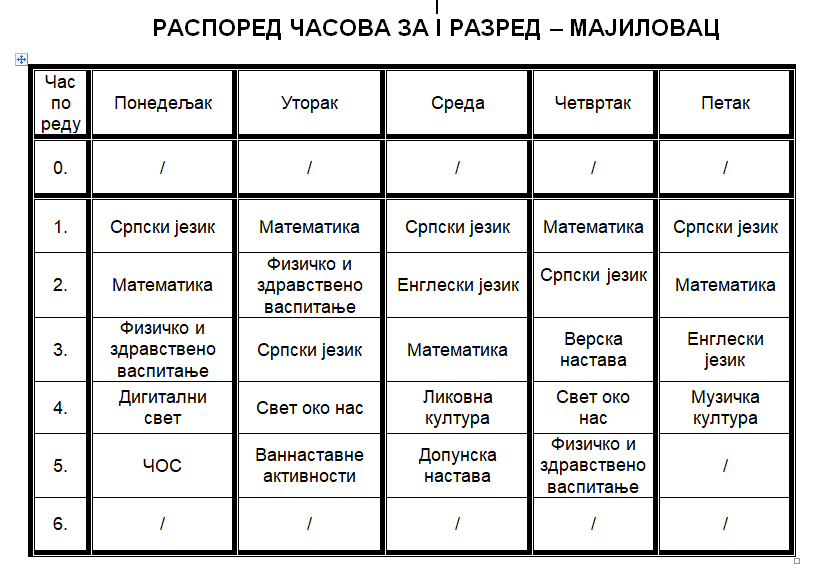 РАСПОРЕД ЧАСОВА ЗА I РАЗРЕД – МАЈИЛОВАЦ
Час
по
реду
Понедељак
Уторак
Среда
Четвртак
Петак
0.
/
/
/
/
/
1.
Српски језик
Математика
Српски језик
Математика
Српски језик
2.
Математика
Физичко и
здравствено
васпитање
Енглески језик
Српски језик
Математика
3.
Физичко и
здравствено
васпитање
Српски језик
Математика
Верска
настава
Енглески
језик
4.
Дигитални
свет
Свет око нас
Ликовна
култура
Свет око
нас
Музичка
култура
5.
ЧОС
Ваннаставне
активности
Допунска
настава
Физичко и
здравствено
васпитање
/
6.
/
/
/
/
/